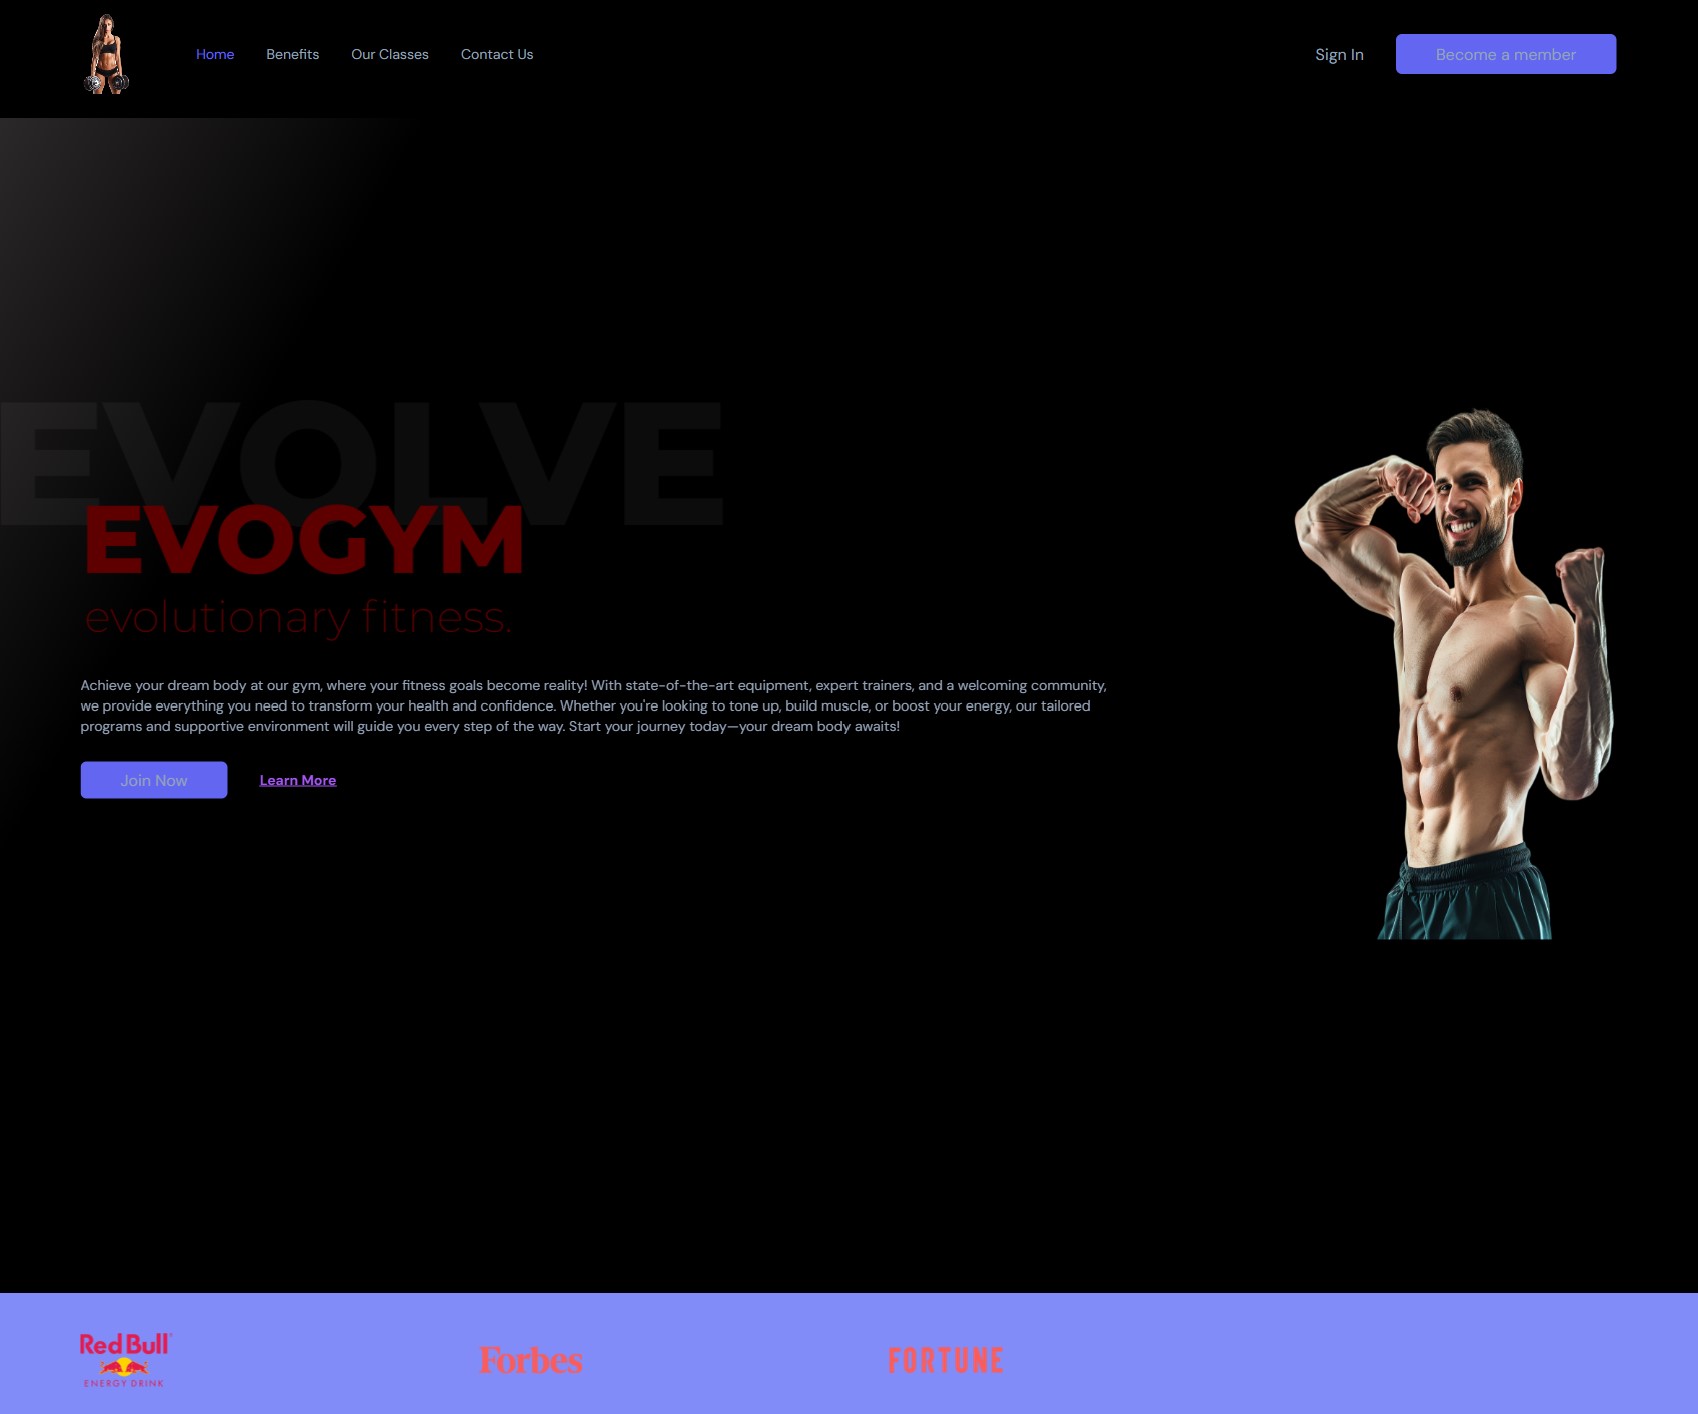 Home Benefits Our Classes Contact Us Sign In Become a member
EVOLVE
EVOGYM
evolutionary fitness.
Achieve your dream body at our gym, where your fitness goals become reality! With state-of-the-art equipment, expert trainers, and a welcoming community,
we provide everything you need to transform your health and confidence. Whether you're looking to tone up, build muscle, or boost your energy, our tailored
programs and supportive environment will guide you every step of the way. Start your journey today—your dream body awaits!
Join Now Learn More
Red Bull
ENERGY DRINK
Forbes
FORTUNE